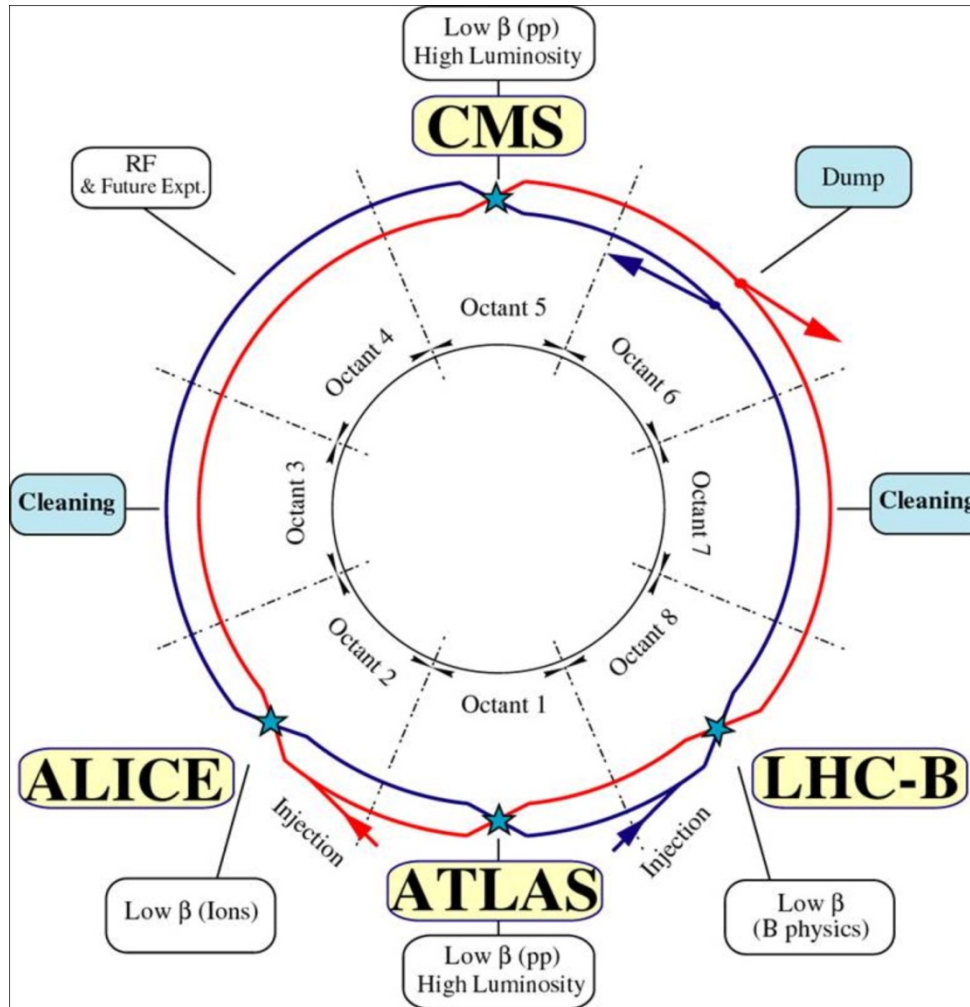 Low β (pp)
High Luminosity
CMS
RF
& Future Expt.
Dump
Octant 5
Octant 4
Octant 6
Cleaning
Octant 3
Octant 7
Cleaning
Octant 2
Octant 8
Octant 1
ALICE
LHC-B
Injection
Injection
ATLAS
Low β (Ions)
Low β
(B physics)
Low β (pp)
High Luminosity